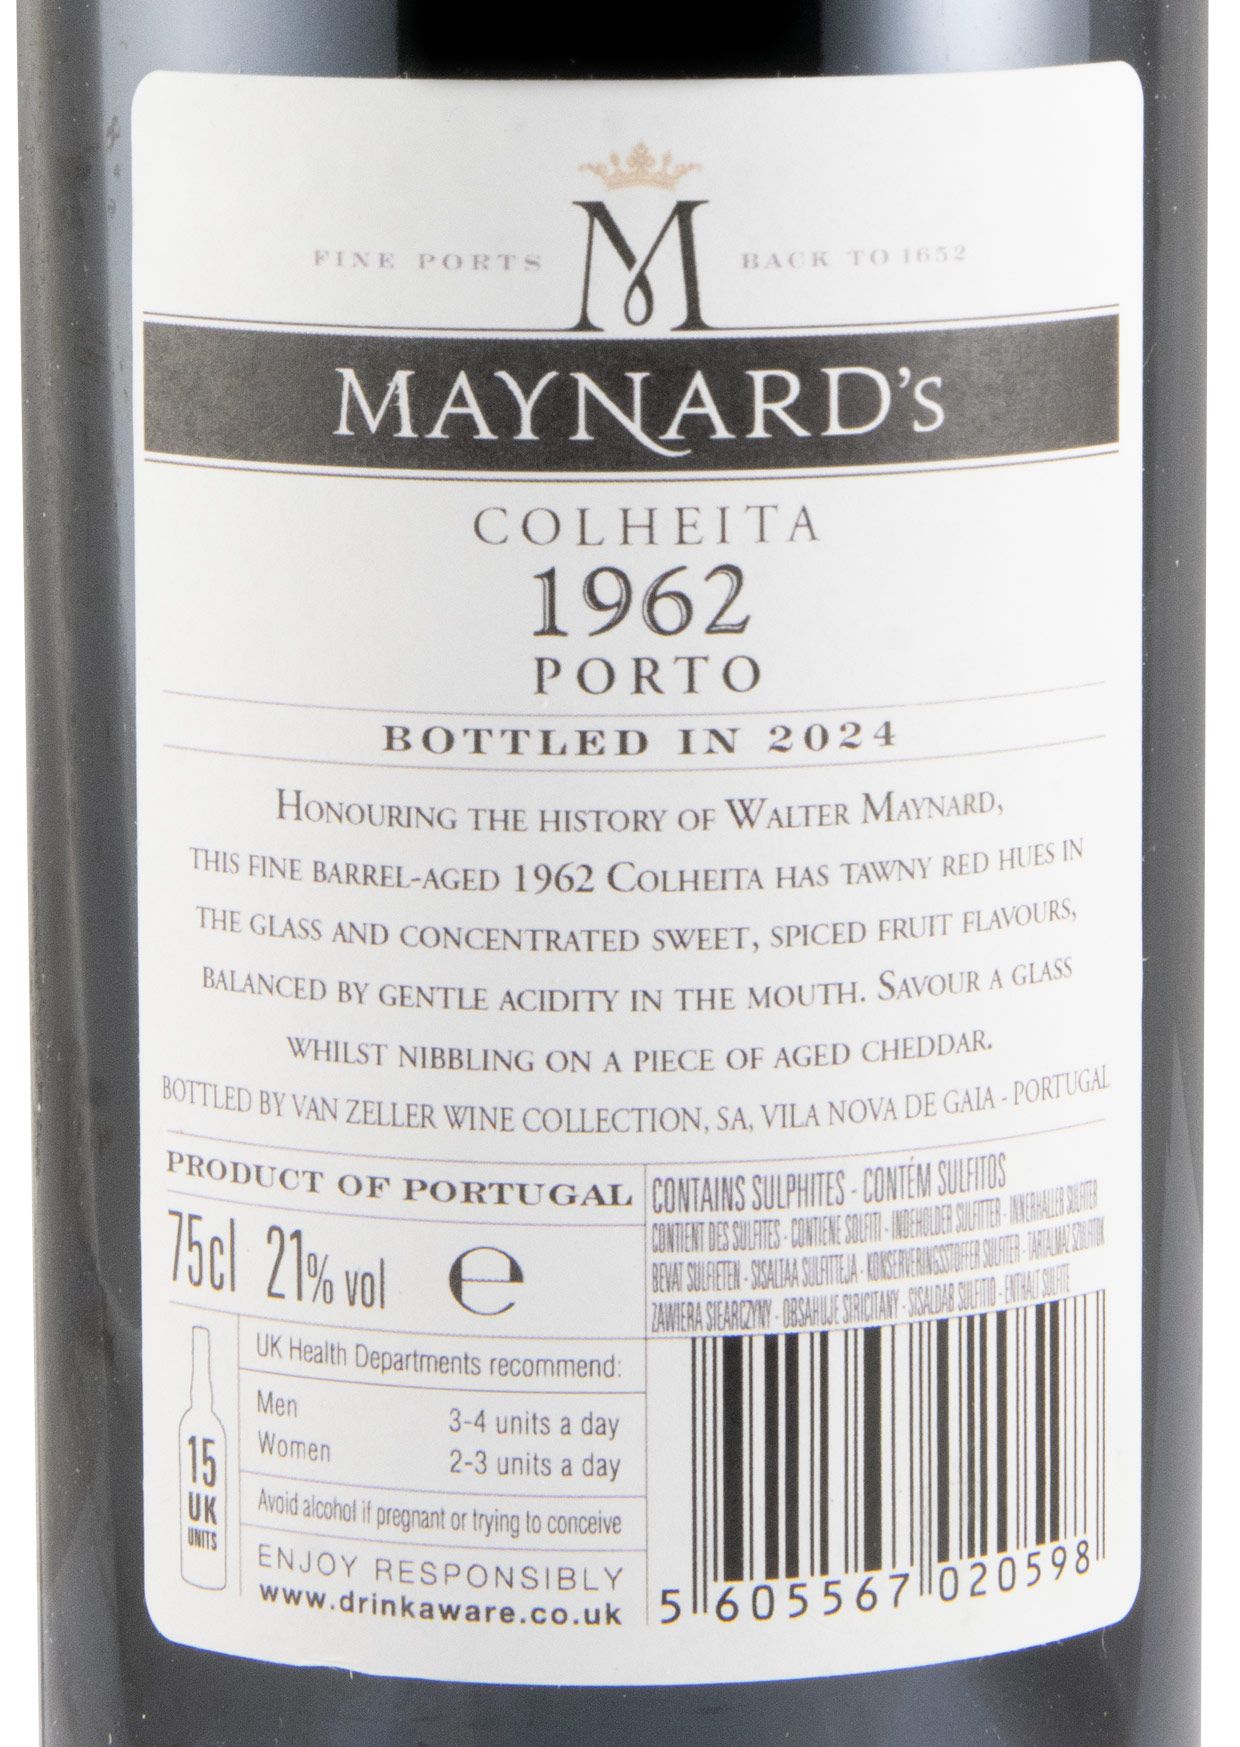 M
FINE PORTS BACK TO 1652
MAYNARD'S
COLHEITA
1962
PORTO
BOTTLED IN 2024
HONOURING THE HISTORY OF WALTER MAYNARD,
THIS FINE BARREL-AGED 1962 COLHEITA HAS TAWNY RED HUES IN
THE GLASS AND CONCENTRATED SWEET, SPICED FRUIT FLAVOURS,
BALANCED BY GENTLE ACIDITY IN THE MOUTH. SAVOUR A GLASS
WHILST NIBBLING ON A PIECE OF AGED CHEDDAR.
BOTTLED BY VAN ZELLER WINE COLLECTION, SA, VILA NOVA DE GAIA - PORTUGAL
PRODUCT OF PORTUGAL
75cl 21% vol e
CONTAINS SULPHITES - CONTÉM SULFITOS
CONTIENT DES SULFITES - CONTIENE SOLFITI - INDEHOLDER SULFITTER - INNERHALLER SULFITER
BEVAT SULFIETEN - SISALTAA SULFITTEJA - KONSERVERINGSSTOFFER SULFITER - TARTALMAZ SZULFITOK
ZAWIERA SIEARCZYNY - OBSAHUJE SIRICITANY - SISALDAB SULFITID - ENTHALT SULFITE
15
UK
UNITS
UK Health Departments recommend:
Men 3-4 units a day
Women 2-3 units a day
Avoid alcohol if pregnant or trying to conceive
ENJOY RESPONSIBLY
www.drinkaware.co.uk
5 605567 020598